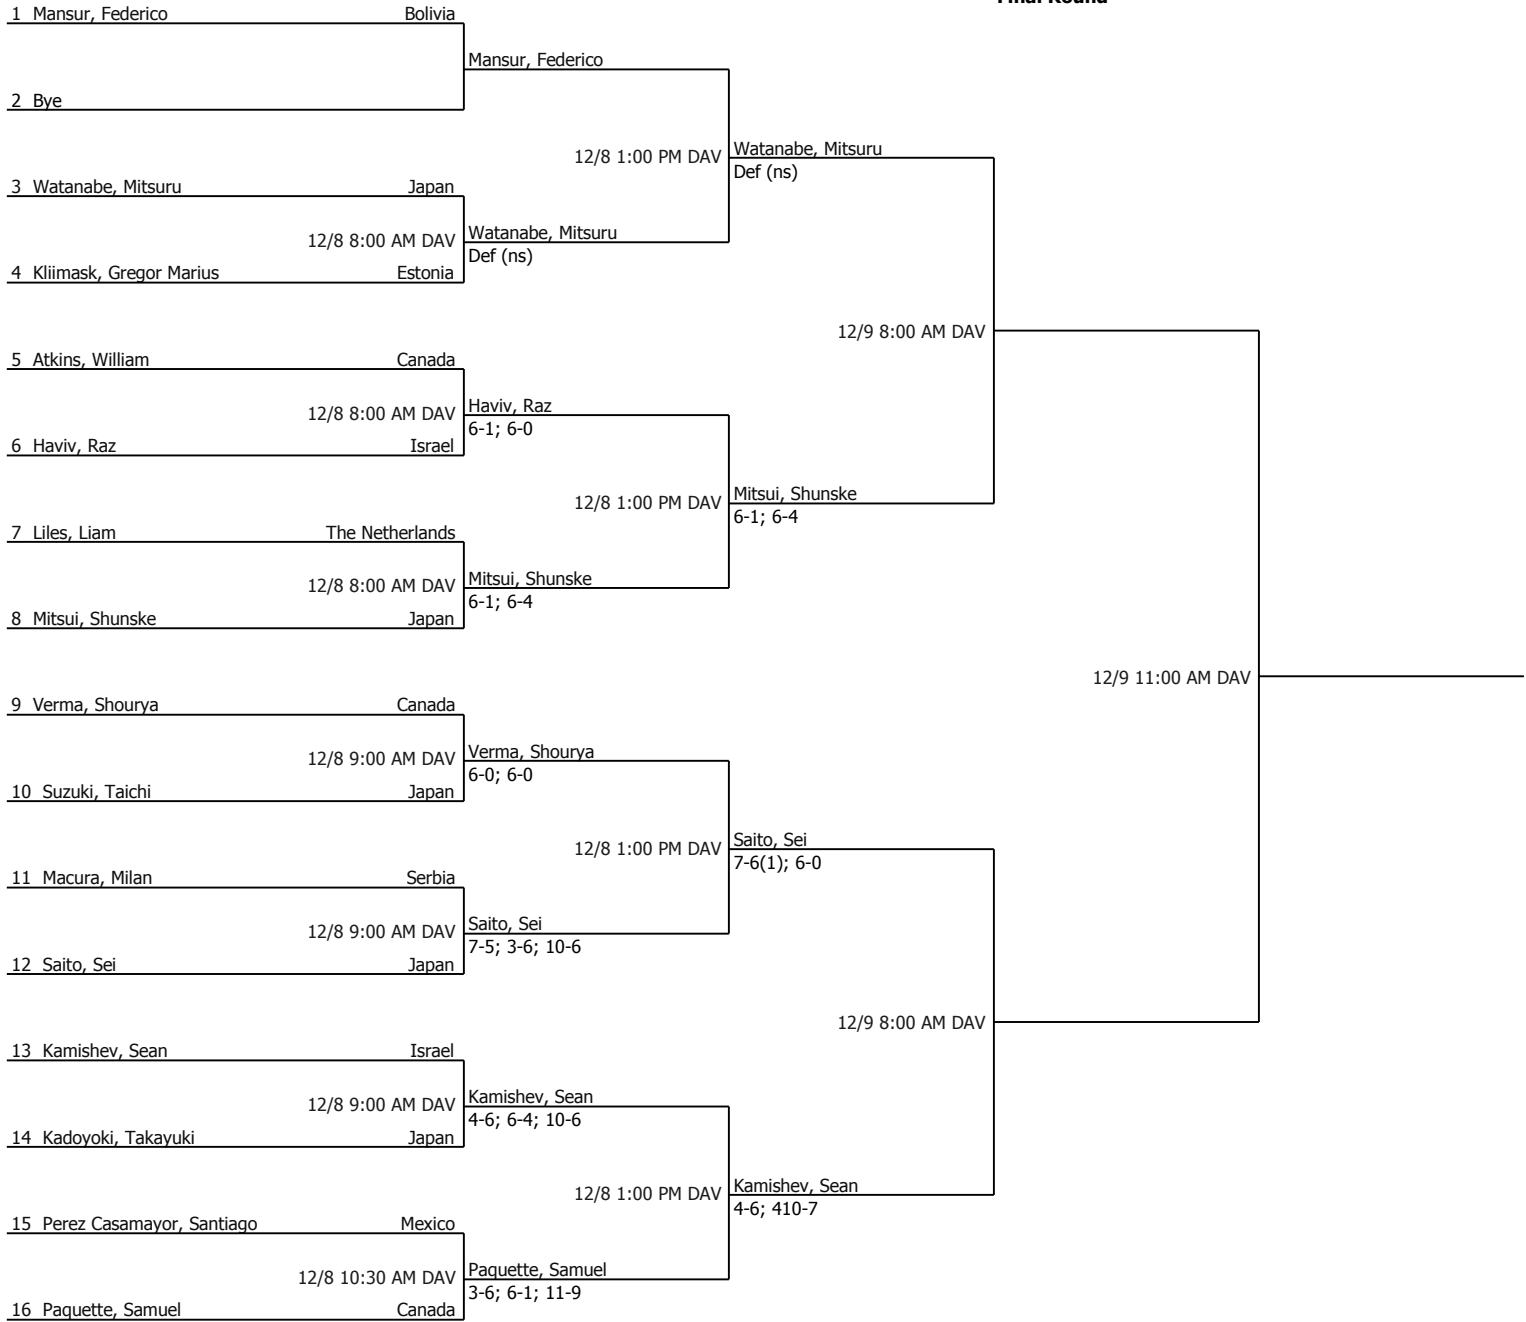 Final Round
1 Mansur, Federico Bolivia
Mansur, Federico
2 Bye
12/8 1:00 PM DAV Watanabe, Mitsuru
Def (ns)
3 Watanabe, Mitsuru Japan
12/8 8:00 AM DAV Watanabe, Mitsuru
Def (ns)
4 Kliimask, Gregor Marius Estonia
12/9 8:00 AM DAV
5 Atkins, William Canada
12/8 8:00 AM DAV Haviv, Raz
6-1; 6-0
6 Haviv, Raz Israel
12/8 1:00 PM DAV Mitsui, Shunske
6-1; 6-4
7 Liles, Liam The Netherlands
12/8 8:00 AM DAV Mitsui, Shunske
6-1; 6-4
8 Mitsui, Shunske Japan
12/9 11:00 AM DAV
9 Verma, Shourya Canada
12/8 9:00 AM DAV Verma, Shourya
6-0; 6-0
10 Suzuki, Taichi Japan
12/8 1:00 PM DAV Saito, Sei
7-6(1); 6-0
11 Macura, Milan Serbia
12/8 9:00 AM DAV Saito, Sei
7-5; 3-6; 10-6
12 Saito, Sei Japan
12/9 8:00 AM DAV
13 Kamishev, Sean Israel
12/8 9:00 AM DAV Kamishev, Sean
4-6; 6-4; 10-6
14 Kadoyoki, Takayuki Japan
12/8 1:00 PM DAV Kamishev, Sean
4-6; 410-7
15 Perez Casamayor, Santiago Mexico
12/8 10:30 AM DAV Paquette, Samuel
3-6; 6-1; 11-9
16 Paquette, Samuel Canada